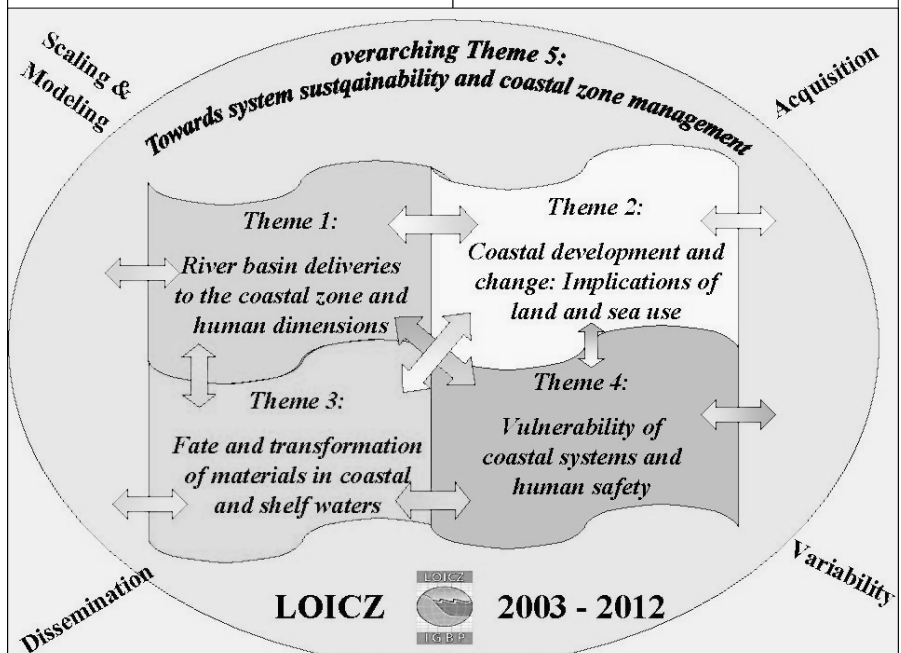 Scaling &
Modeling
overarching Theme 5:
Towards system sustqainability and coastal zone management
Acquisition
Theme 1:
River basin deliveries
to the coastal zone and
human dimensions
Theme 2:
Coastal development and
change: Implications of
land and sea use
Theme 3:
Fate and transformation
of materials in coastal
and shelf waters
Theme 4:
Vulnerability of
coastal systems and
human safety
Dissemination
Variability
LOICZ
LOICZ
IGBP
2003 - 2012